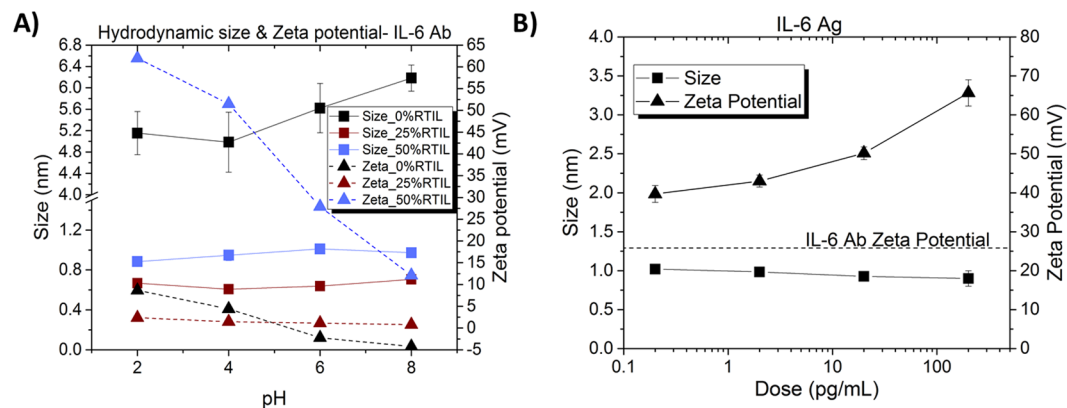 A)
Hydrodynamic size & Zeta potential- IL-6 Ab
Size (nm)
6.8
6.4
6.0
5.6
5.2
4.8
4.4
4.0
1.2
0.8
0.4
0.0
65
60
55
50
45
40
35
30
25
20
15
10
5
0
-5
Zeta potential (mV)
Size_0%RTIL
Size_25%RTIL
Size_50%RTIL
Zeta_0%RTIL
Zeta_25%RTIL
Zeta_50%RTIL
2 4 6 8
pH
B)
IL-6 Ag
Size (nm)
4.0
3.5
3.0
2.5
2.0
1.5
1.0
0.5
0.0
80
70
60
50
40
30
20
10
0
Zeta Potential (mV)
Size
Zeta Potential
IL-6 Ab Zeta Potential
0.1 1 10 100
Dose (pg/mL)